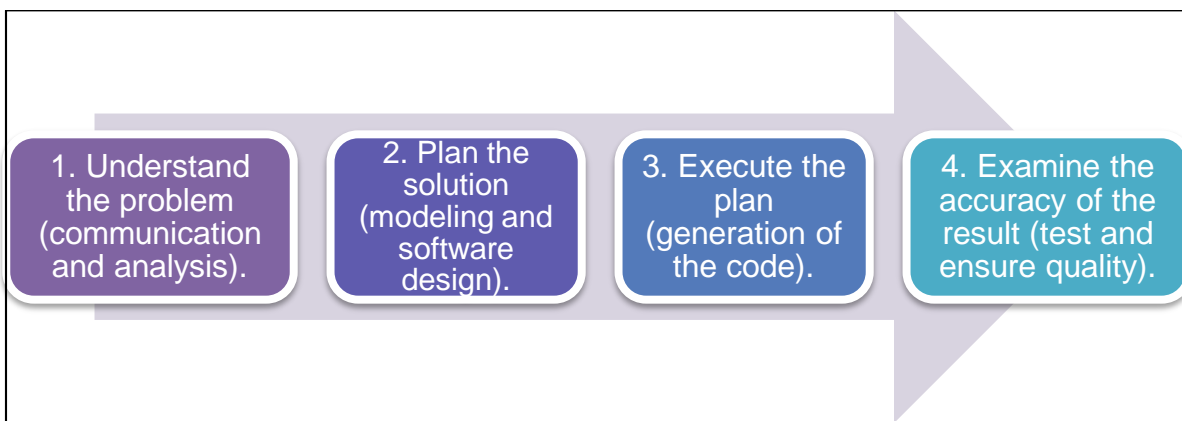 1. Understand
the problem
(communication
and analysis).
2. Plan the
solution
(modeling and
software
design).
3. Execute the
plan
(generation of
the code).
4. Examine the
accuracy of the
result (test and
ensure quality).